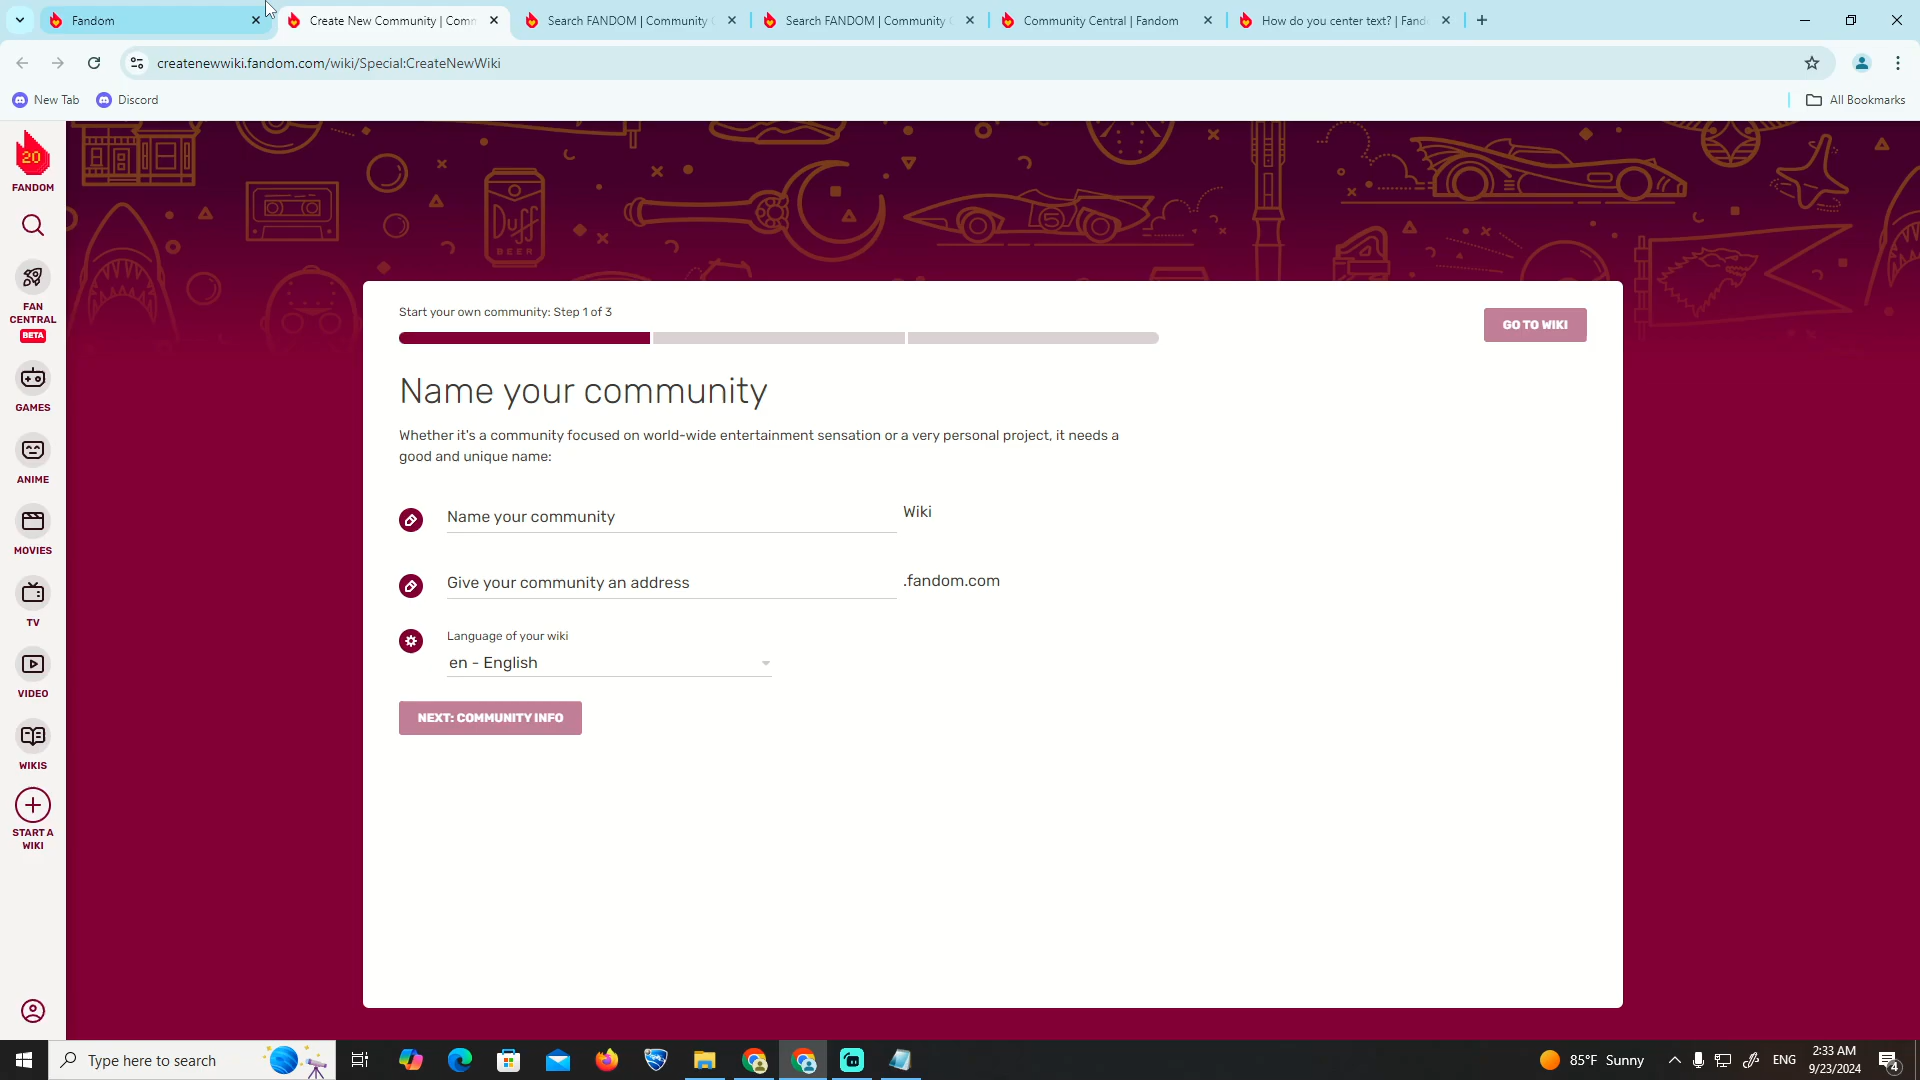 Fandom
Create New Community | Com
Search FANDOM | Community
Search FANDOM | Community
Community Central | Fandom
How do you center text? | Fand
createnewwiki.fandom.com/wiki/Special:CreateNewWiki
New Tab
Discord
All Bookmarks
20
FANDOM
FAN
CENTRAL
BETA
GAMES
ANIME
MOVIES
TV
VIDEO
WIKIS
START A
WIKI
Duff
BEER
5
Start your own community: Step 1 of 3
GO TO WIKI
Name your community
Whether it's a community focused on world-wide entertainment sensation or a very personal project, it needs a
good and unique name:
Name your community
Wiki
Give your community an address
.fandom.com
Language of your wiki
en - English
NEXT: COMMUNITY INFO
Type here to search
85°F Sunny
ENG
2:33 AM
9/23/2024
4